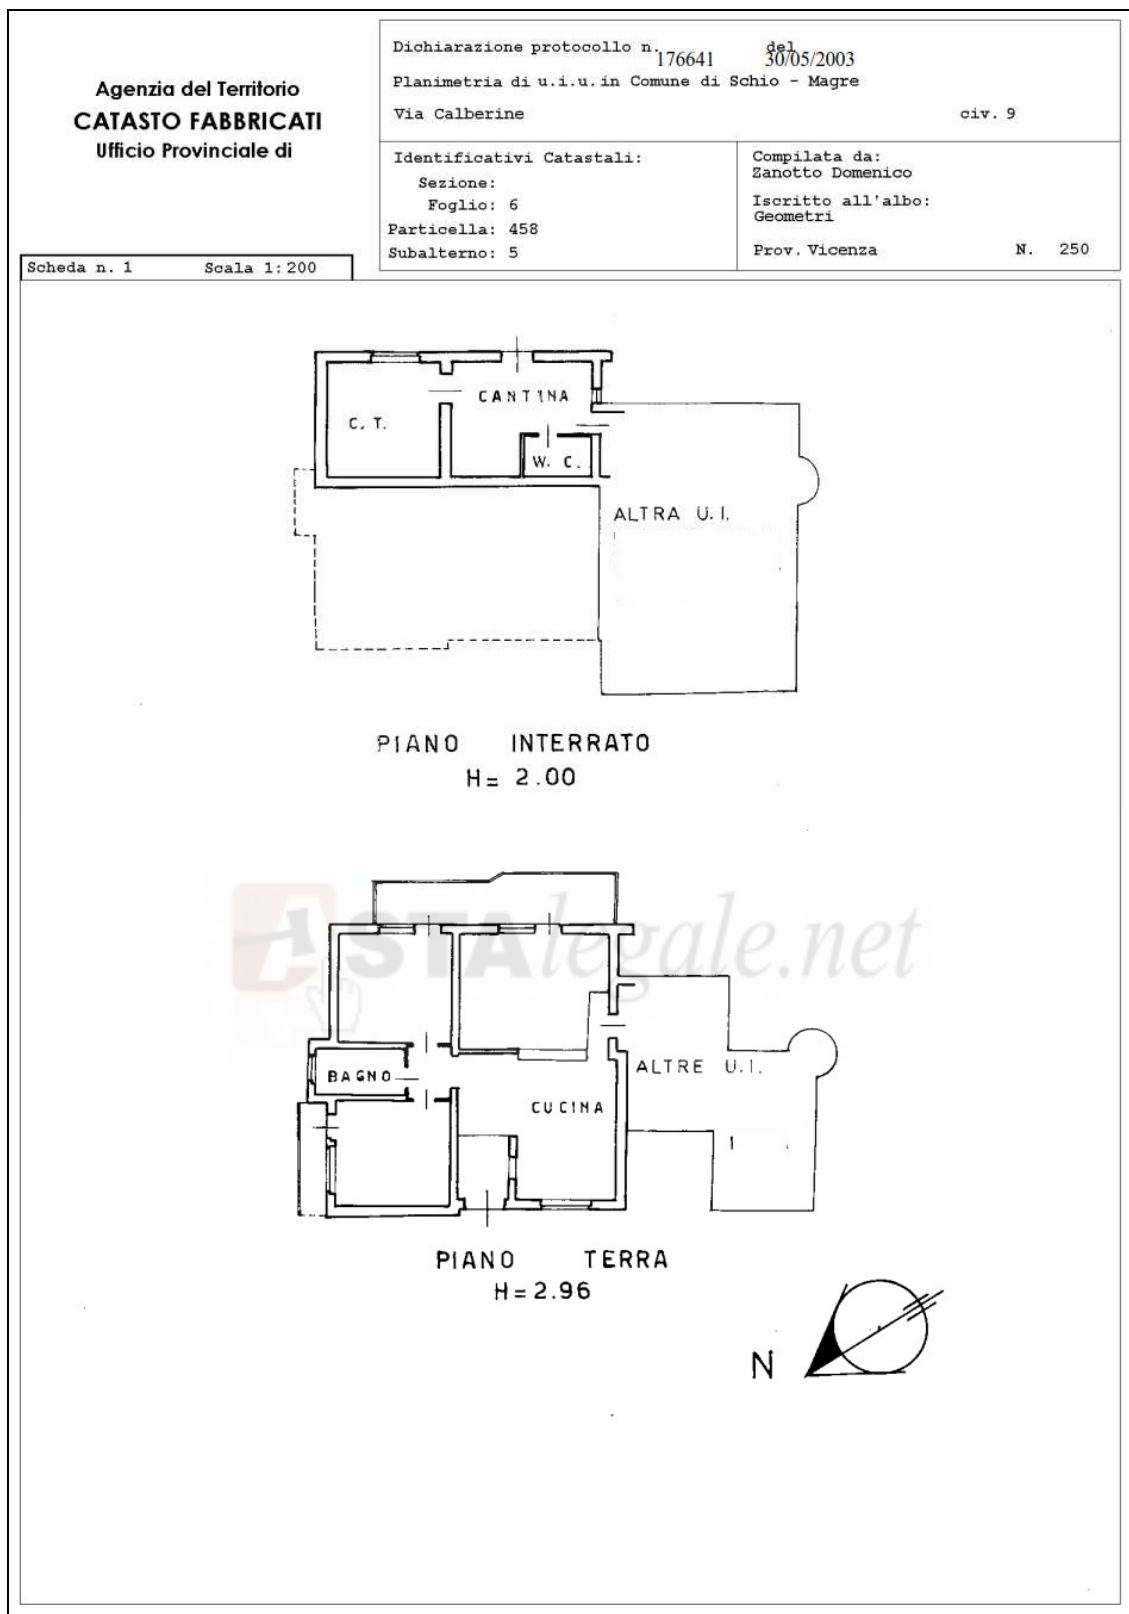 Agenzia del Territorio
CATASTO FABBRICATI
Ufficio Provinciale di
Dichiarazione protocollo n. 176641 del 30/05/2003
Planimetria di u.i.u. in Comune di Schio - Magre
Via Calberine civ. 9
Identificativi Catastali:
Sezione:
Foglio: 6
Particella: 458
Subalterno: 5
Compilata da:
Zanotto Domenico
Iscritto all'albo:
Geometri
Prov. Vicenza N. 250
Scheda n. 1 Scala 1:200
CANTINA
C. T.
W. C.
ALTRA U.I.
PIANO INTERRATO
H= 2.00
ASTAlegale.net
BAGNO
CUCINA
ALTRE U.I.
PIANO TERRA
H=2.96
N